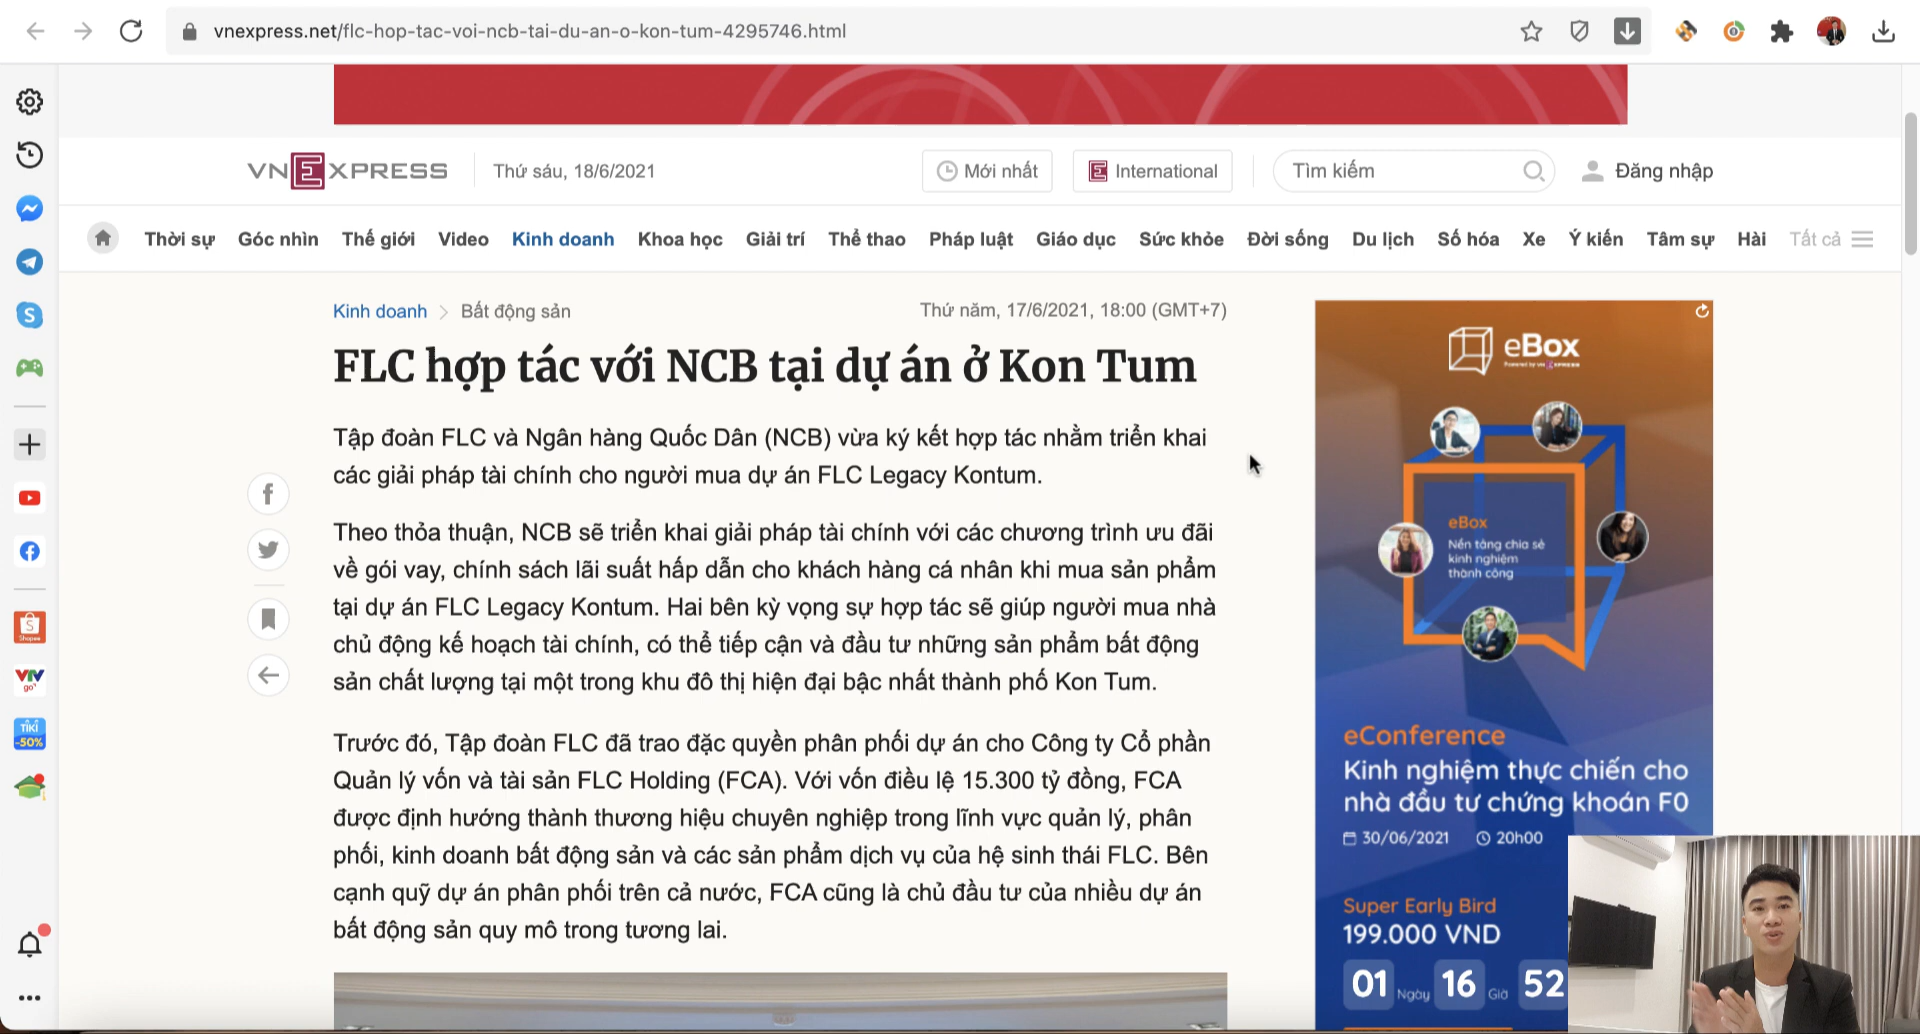 vnexpress.net/flc-hop-tac-voi-ncb-tai-du-an-o-kon-tum-4295746.html
VNEXPRESS
Thứ sáu, 18/6/2021
Mới nhất
International
Tìm kiếm
Đăng nhập
Thời sự Góc nhìn Thế giới Video Kinh doanh Khoa học Giải trí Thể thao Pháp luật Giáo dục Sức khỏe Đời sống Du lịch Số hóa Xe Ý kiến Tâm sự Hài Tất cả
Kinh doanh > Bất động sản
Thứ năm, 17/6/2021, 18:00 (GMT+7)
FLC hợp tác với NCB tại dự án ở Kon Tum
Tập đoàn FLC và Ngân hàng Quốc Dân (NCB) vừa ký kết hợp tác nhằm triển khai
các giải pháp tài chính cho người mua dự án FLC Legacy Kontum.
Theo thỏa thuận, NCB sẽ triển khai giải pháp tài chính với các chương trình ưu đãi
về gói vay, chính sách lãi suất hấp dẫn cho khách hàng cá nhân khi mua sản phẩm
tại dự án FLC Legacy Kontum. Hai bên kỳ vọng sự hợp tác sẽ giúp người mua nhà
chủ động kế hoạch tài chính, có thể tiếp cận và đầu tư những sản phẩm bất động
sản chất lượng tại một trong khu đô thị hiện đại bậc nhất thành phố Kon Tum.
Trước đó, Tập đoàn FLC đã trao đặc quyền phân phối dự án cho Công ty Cổ phần
Quản lý vốn và tài sản FLC Holding (FCA). Với vốn điều lệ 15.300 tỷ đồng, FCA
được định hướng thành thương hiệu chuyên nghiệp trong lĩnh vực quản lý, phân
phối, kinh doanh bất động sản và các sản phẩm dịch vụ của hệ sinh thái FLC. Bên
cạnh quỹ dự án phân phối trên cả nước, FCA cũng là chủ đầu tư của nhiều dự án
bất động sản quy mô trong tương lai.
eBox
Powered by VNEXPRESS
eBox
Nền tảng chia sẻ
kinh nghiệm
thành công
eConference
Kinh nghiệm thực chiến cho
nhà đầu tư chứng khoán F0
30/06/2021 20h00
Super Early Bird
199.000 VND
01 Ngày 16 Giờ 52
Shopee
VTV
go
TIKI
-50%